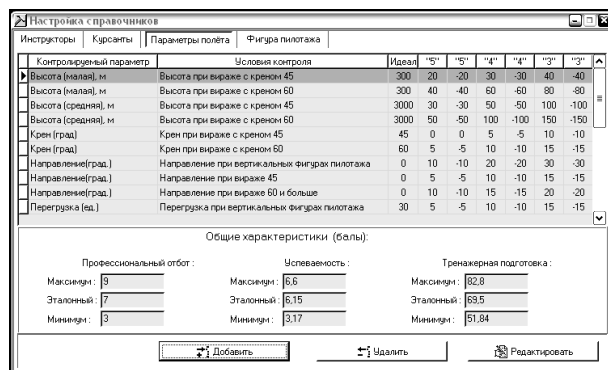 Настройка справочников
Инструкторы Курсанты Параметры полёта Фигура пилотажа
Контролируемый параметр Условия контроля Идеал "5" "5" "4" "4" "3" "3"
Высота (малая), м Высота при вираже с креном 45 300 20 -20 30 -30 40 -40
Высота (малая), м Высота при вираже с креном 60 300 40 -40 60 -60 80 -80
Высота (средняя), м Высота при вираже с креном 45 3000 30 -30 50 -50 100 -100
Высота (средняя), м Высота при вираже с креном 60 3000 50 -50 100 -100 150 -150
Крен (град) Крен при вираже с креном 45 45 0 0 5 -5 10 -10
Крен (град) Крен при вираже с креном 60 60 5 -5 10 -10 15 -15
Направление(град.) Направление при вертикальных фигурах пилотажа 0 10 -10 20 -20 30 -30
Направление(град.) Направление при вираже 45 0 5 -5 10 -10 15 -15
Направление(град.) Направление при вираже 60 и больше 0 10 -10 15 -15 20 -20
Перегрузка (ед.) Перегрузка при вертикальных фигурах пилотажа 30 5 -5 10 -10 15 -15
Общие характеристики (балы):
Профессиональный отбот : Успеваемость : Тренажерная подготовка :
Максимум : 9 Максимум : 6,6 Максимум : 82,8
Эталонный : 7 Эталонный : 6,15 Эталонный : 69,5
Минимум : 3 Минимум : 3,17 Минимум : 51,84
Добавить Удалить Редактировать